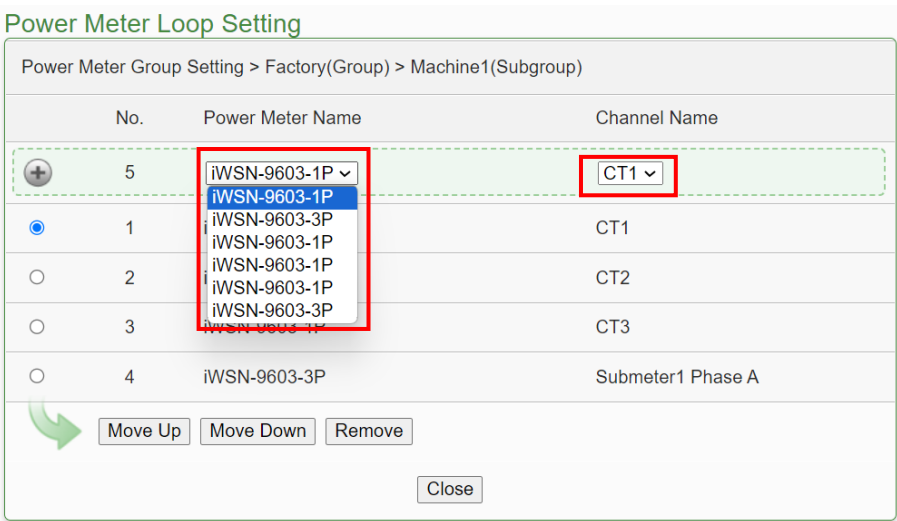 Power Meter Loop Setting
Power Meter Group Setting > Factory(Group) > Machine1(Subgroup)
No. Power Meter Name Channel Name
5 iWSN-9603-1P CT1
iWSN-9603-1P
iWSN-9603-3P
iWSN-9603-1P
iWSN-9603-1P
iWSN-9603-1P
iWSN-9603-3P
1 CT1
2 CT2
3 iWSN-9603-1P CT3
4 iWSN-9603-3P Submeter1 Phase A
Move Up Move Down Remove
Close